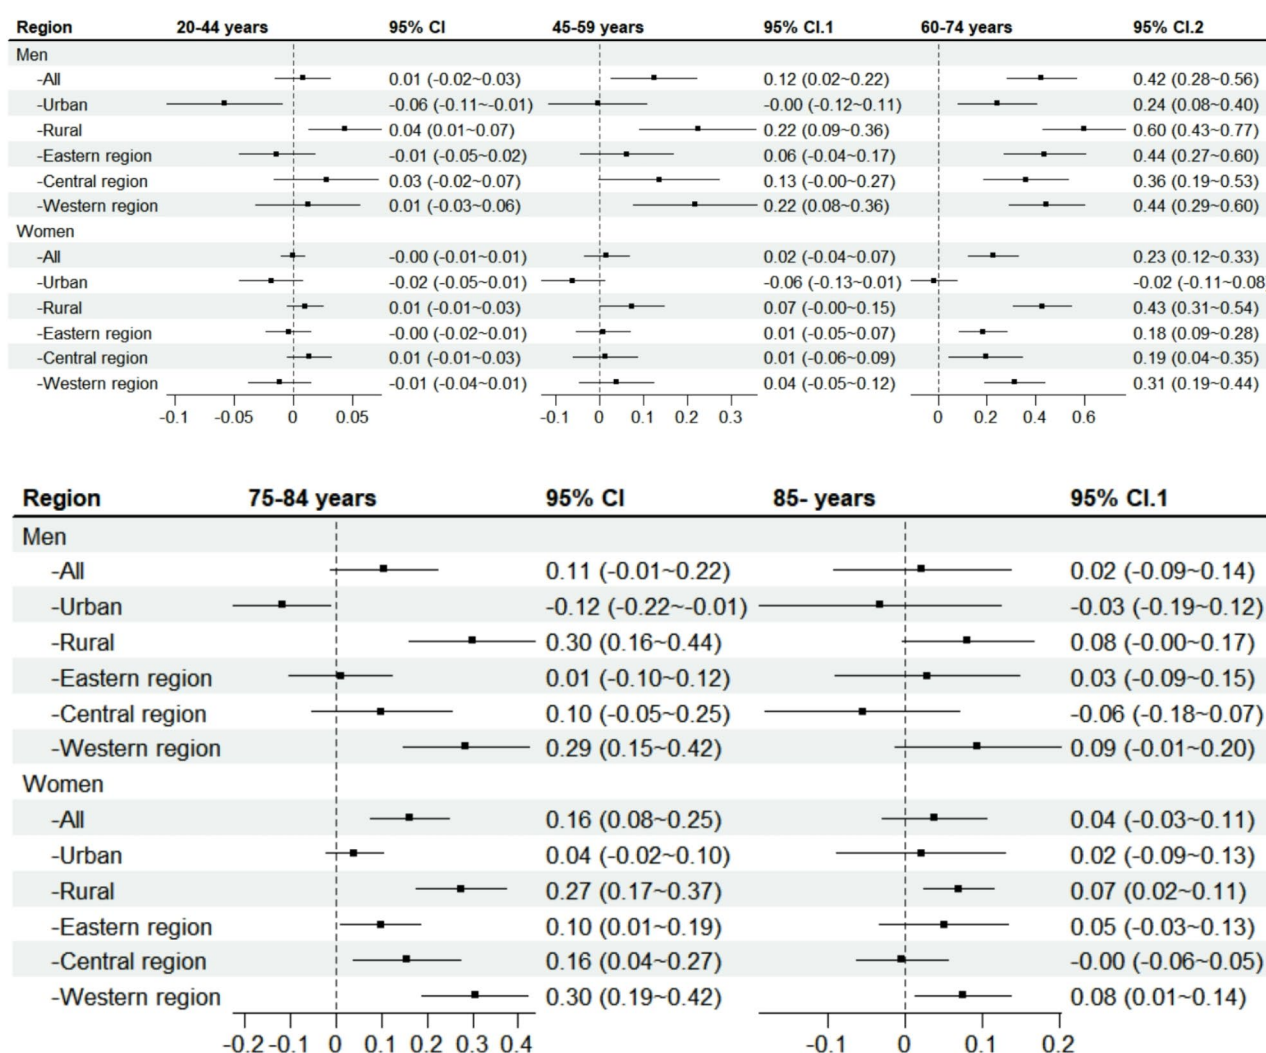 Region 20-44 years 95% CI 45-59 years 95% CI.1 60-74 years 95% CI.2
Men
-All 0.01 (-0.02~0.03) 0.12 (0.02~0.22) 0.42 (0.28~0.56)
-Urban -0.06 (-0.11~-0.01) -0.00 (-0.12~0.11) 0.24 (0.08~0.40)
-Rural 0.04 (0.01~0.07) 0.22 (0.09~0.36) 0.60 (0.43~0.77)
-Eastern region -0.01 (-0.05~0.02) 0.06 (-0.04~0.17) 0.44 (0.27~0.60)
-Central region 0.03 (-0.02~0.07) 0.13 (-0.00~0.27) 0.36 (0.19~0.53)
-Western region 0.01 (-0.03~0.06) 0.22 (0.08~0.36) 0.44 (0.29~0.60)
Women
-All -0.00 (-0.01~0.01) 0.02 (-0.04~0.07) 0.23 (0.12~0.33)
-Urban -0.02 (-0.05~0.01) -0.06 (-0.13~0.01) -0.02 (-0.11~0.08
-Rural 0.01 (-0.01~0.03) 0.07 (-0.00~0.15) 0.43 (0.31~0.54)
-Eastern region -0.00 (-0.02~0.01) 0.01 (-0.05~0.07) 0.18 (0.09~0.28)
-Central region 0.01 (-0.01~0.03) 0.01 (-0.06~0.09) 0.19 (0.04~0.35)
-Western region -0.01 (-0.04~0.01) 0.04 (-0.05~0.12) 0.31 (0.19~0.44)
-0.1 -0.05 0 0.05 -0.1 0 0.1 0.2 0.3 0 0.2 0.4 0.6
Region 75-84 years 95% CI 85- years 95% CI.1
Men
-All 0.11 (-0.01~0.22) 0.02 (-0.09~0.14)
-Urban -0.12 (-0.22~-0.01) -0.03 (-0.19~0.12)
-Rural 0.30 (0.16~0.44) 0.08 (-0.00~0.17)
-Eastern region 0.01 (-0.10~0.12) 0.03 (-0.09~0.15)
-Central region 0.10 (-0.05~0.25) -0.06 (-0.18~0.07)
-Western region 0.29 (0.15~0.42) 0.09 (-0.01~0.20)
Women
-All 0.16 (0.08~0.25) 0.04 (-0.03~0.11)
-Urban 0.04 (-0.02~0.10) 0.02 (-0.09~0.13)
-Rural 0.27 (0.17~0.37) 0.07 (0.02~0.11)
-Eastern region 0.10 (0.01~0.19) 0.05 (-0.03~0.13)
-Central region 0.16 (0.04~0.27) -0.00 (-0.06~0.05)
-Western region 0.30 (0.19~0.42) 0.08 (0.01~0.14)
-0.2 -0.1 0 0.1 0.2 0.3 0.4 -0.1 0 0.1 0.2